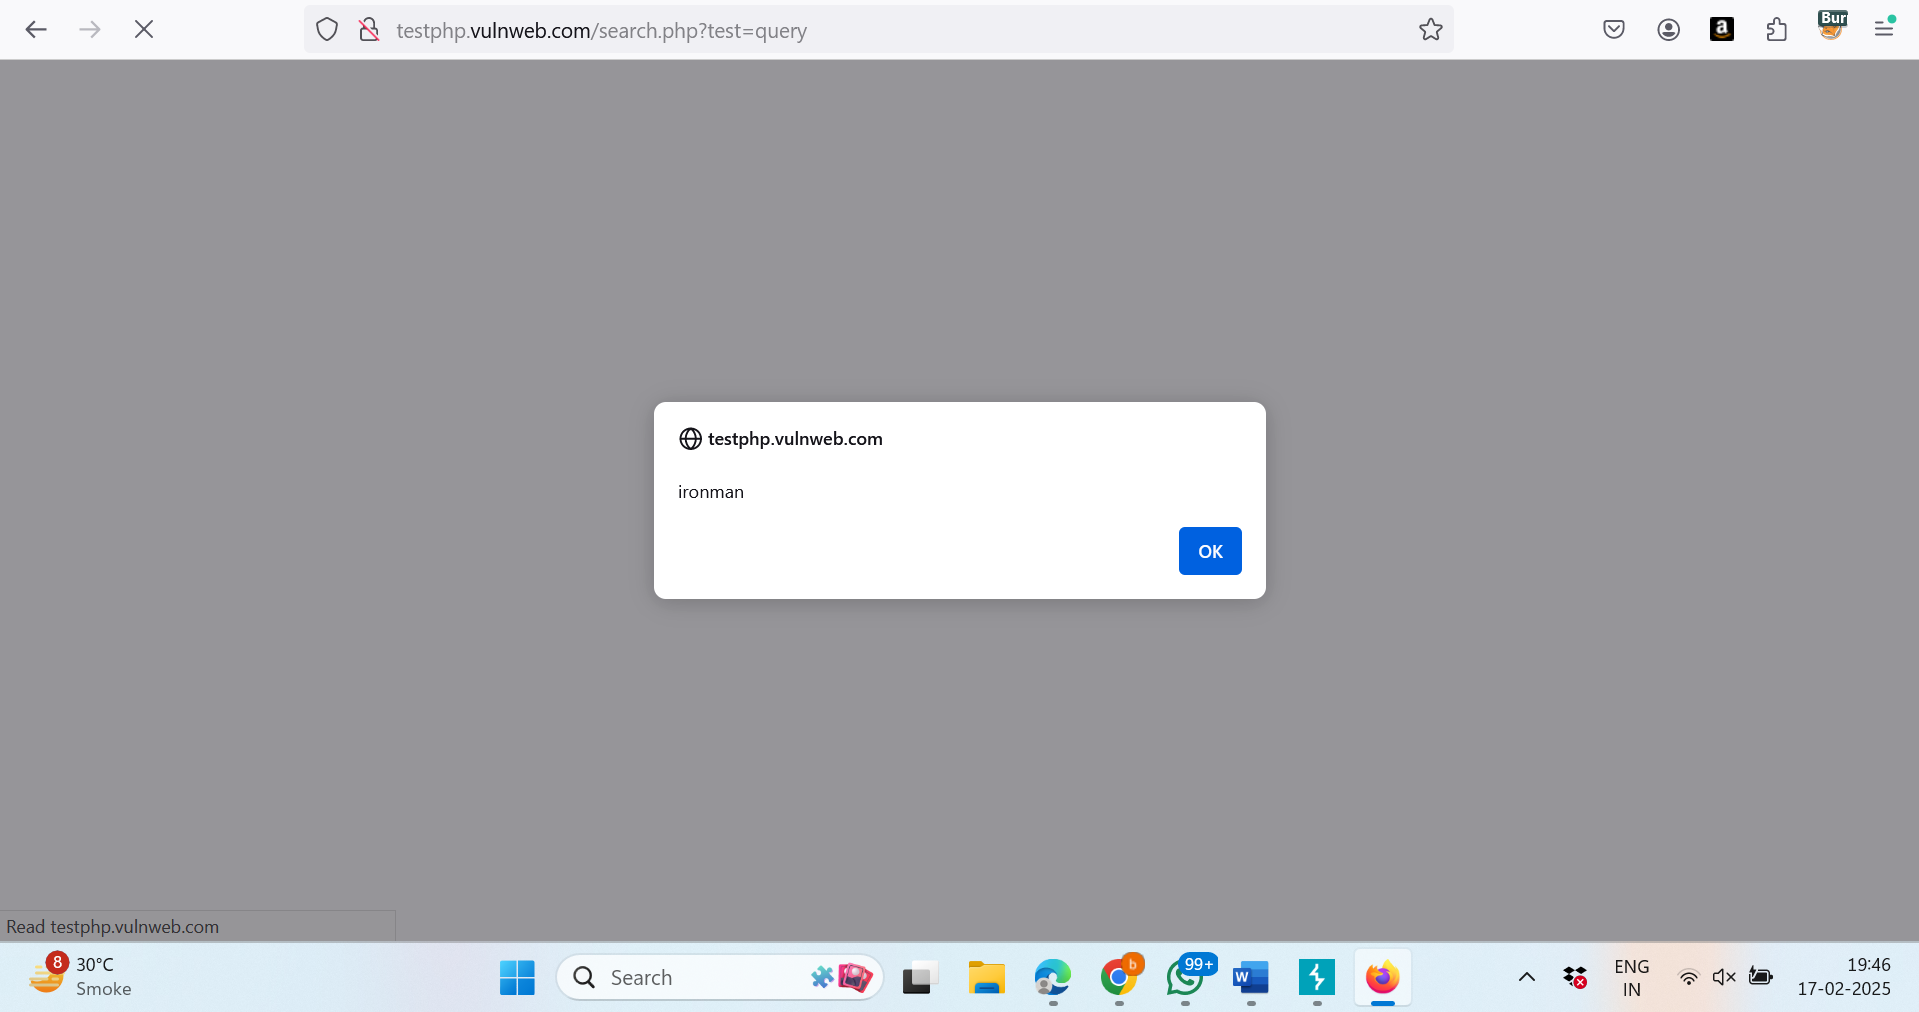 testphp.vulnweb.com/search.php?test=query
a
Bur
testphp.vulnweb.com
ironman
OK
Read testphp.vulnweb.com
8
30°C
Smoke
Search
b
99+
W
ENG
IN
19:46
17-02-2025